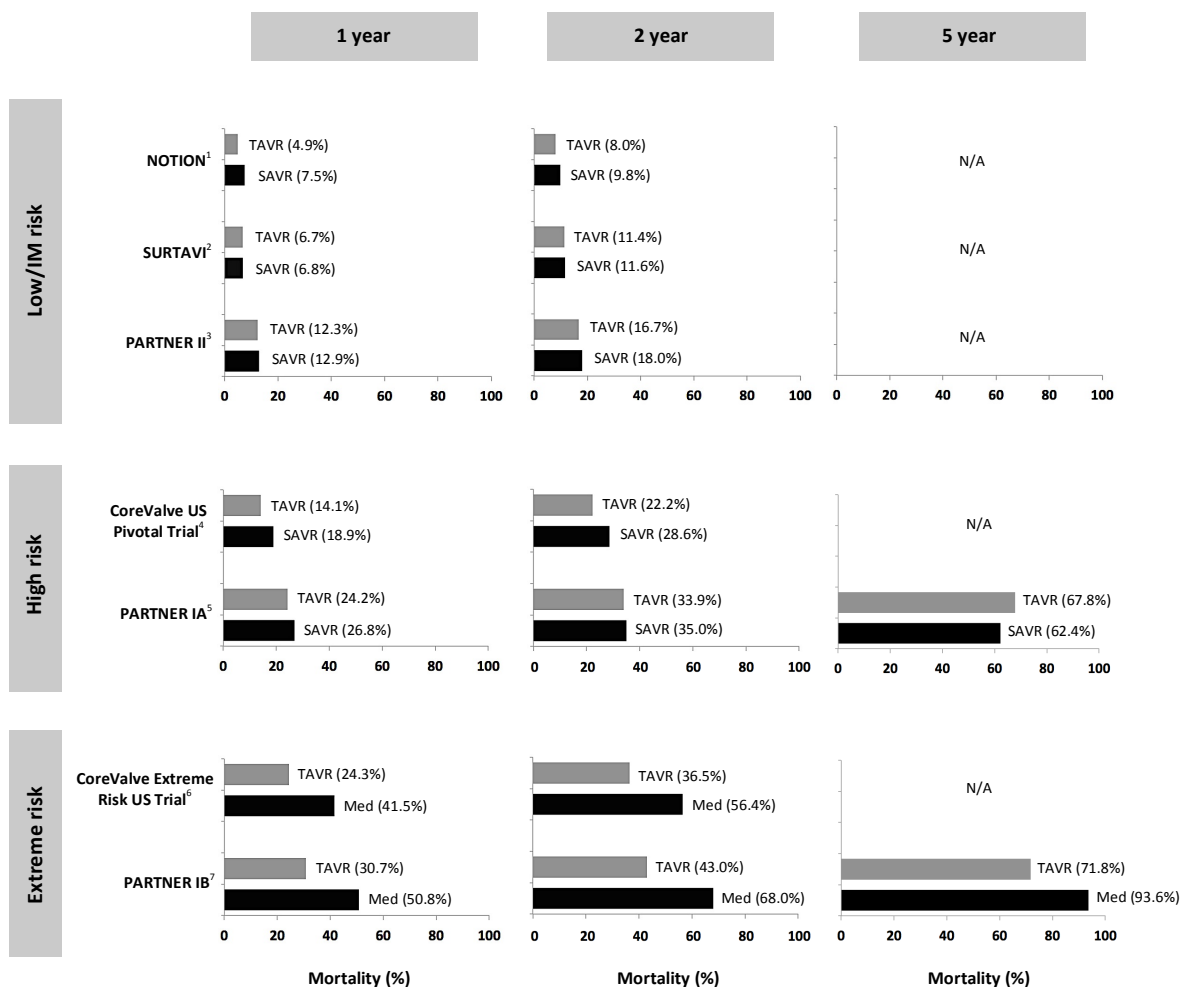 1 year
2 year
5 year
Low/IM risk
NOTION1
TAVR (4.9%)
SAVR (7.5%)
TAVR (8.0%)
SAVR (9.8%)
N/A
SURTAVI2
TAVR (6.7%)
SAVR (6.8%)
TAVR (11.4%)
SAVR (11.6%)
N/A
PARTNER II3
TAVR (12.3%)
SAVR (12.9%)
TAVR (16.7%)
SAVR (18.0%)
N/A
0 20 40 60 80 100
0 20 40 60 80 100
0 20 40 60 80 100
High risk
CoreValve US
Pivotal Trial4
TAVR (14.1%)
SAVR (18.9%)
TAVR (22.2%)
SAVR (28.6%)
N/A
PARTNER IA5
TAVR (24.2%)
SAVR (26.8%)
TAVR (33.9%)
SAVR (35.0%)
TAVR (67.8%)
SAVR (62.4%)
0 20 40 60 80 100
0 20 40 60 80 100
0 20 40 60 80 100
Extreme risk
CoreValve Extreme
Risk US Trial6
TAVR (24.3%)
Med (41.5%)
TAVR (36.5%)
Med (56.4%)
N/A
PARTNER IB7
TAVR (30.7%)
Med (50.8%)
TAVR (43.0%)
Med (68.0%)
TAVR (71.8%)
Med (93.6%)
0 20 40 60 80 100
0 20 40 60 80 100
0 20 40 60 80 100
Mortality (%)
Mortality (%)
Mortality (%)